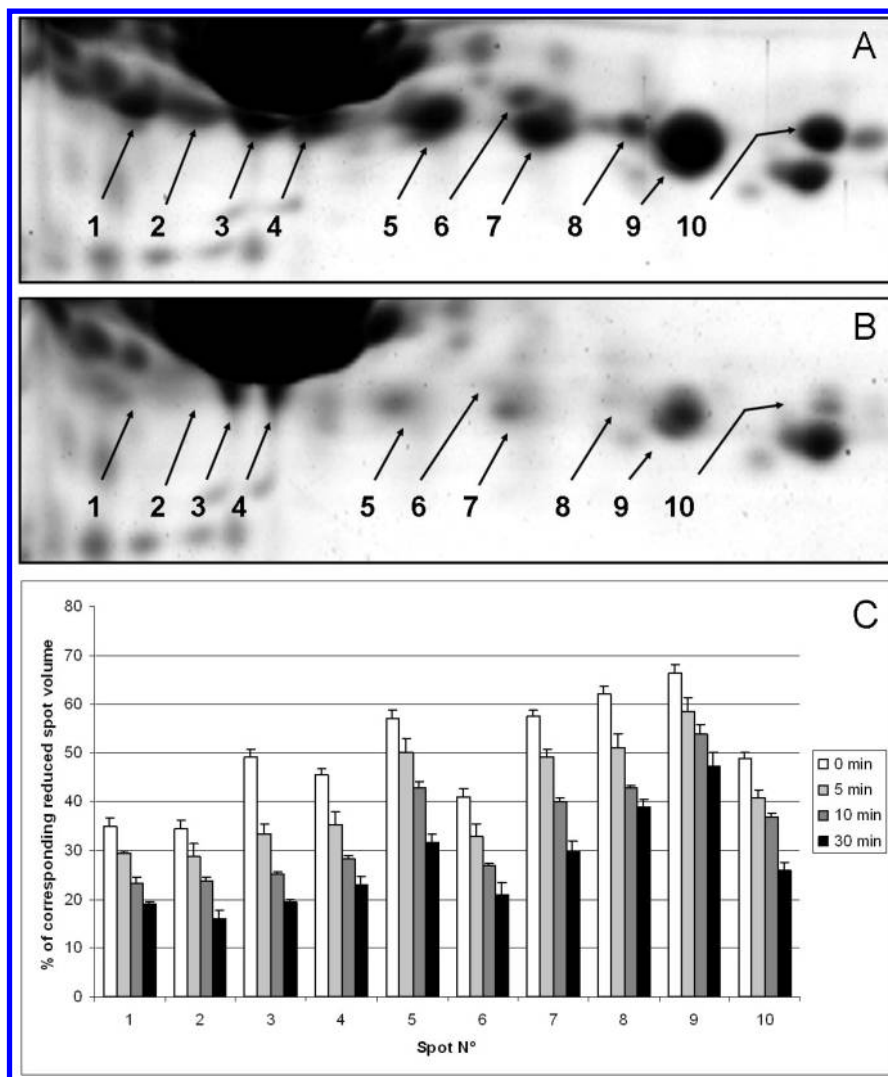 A
1 2 3 4 5 6 7 8 9 10
B
1 2 3 4 5 6 7 8 9 10
C
% of corresponding reduced spot volume
80
70
60
50
40
30
20
10
0
1 2 3 4 5 6 7 8 9 10
Spot Nº
0 min
5 min
10 min
30 min